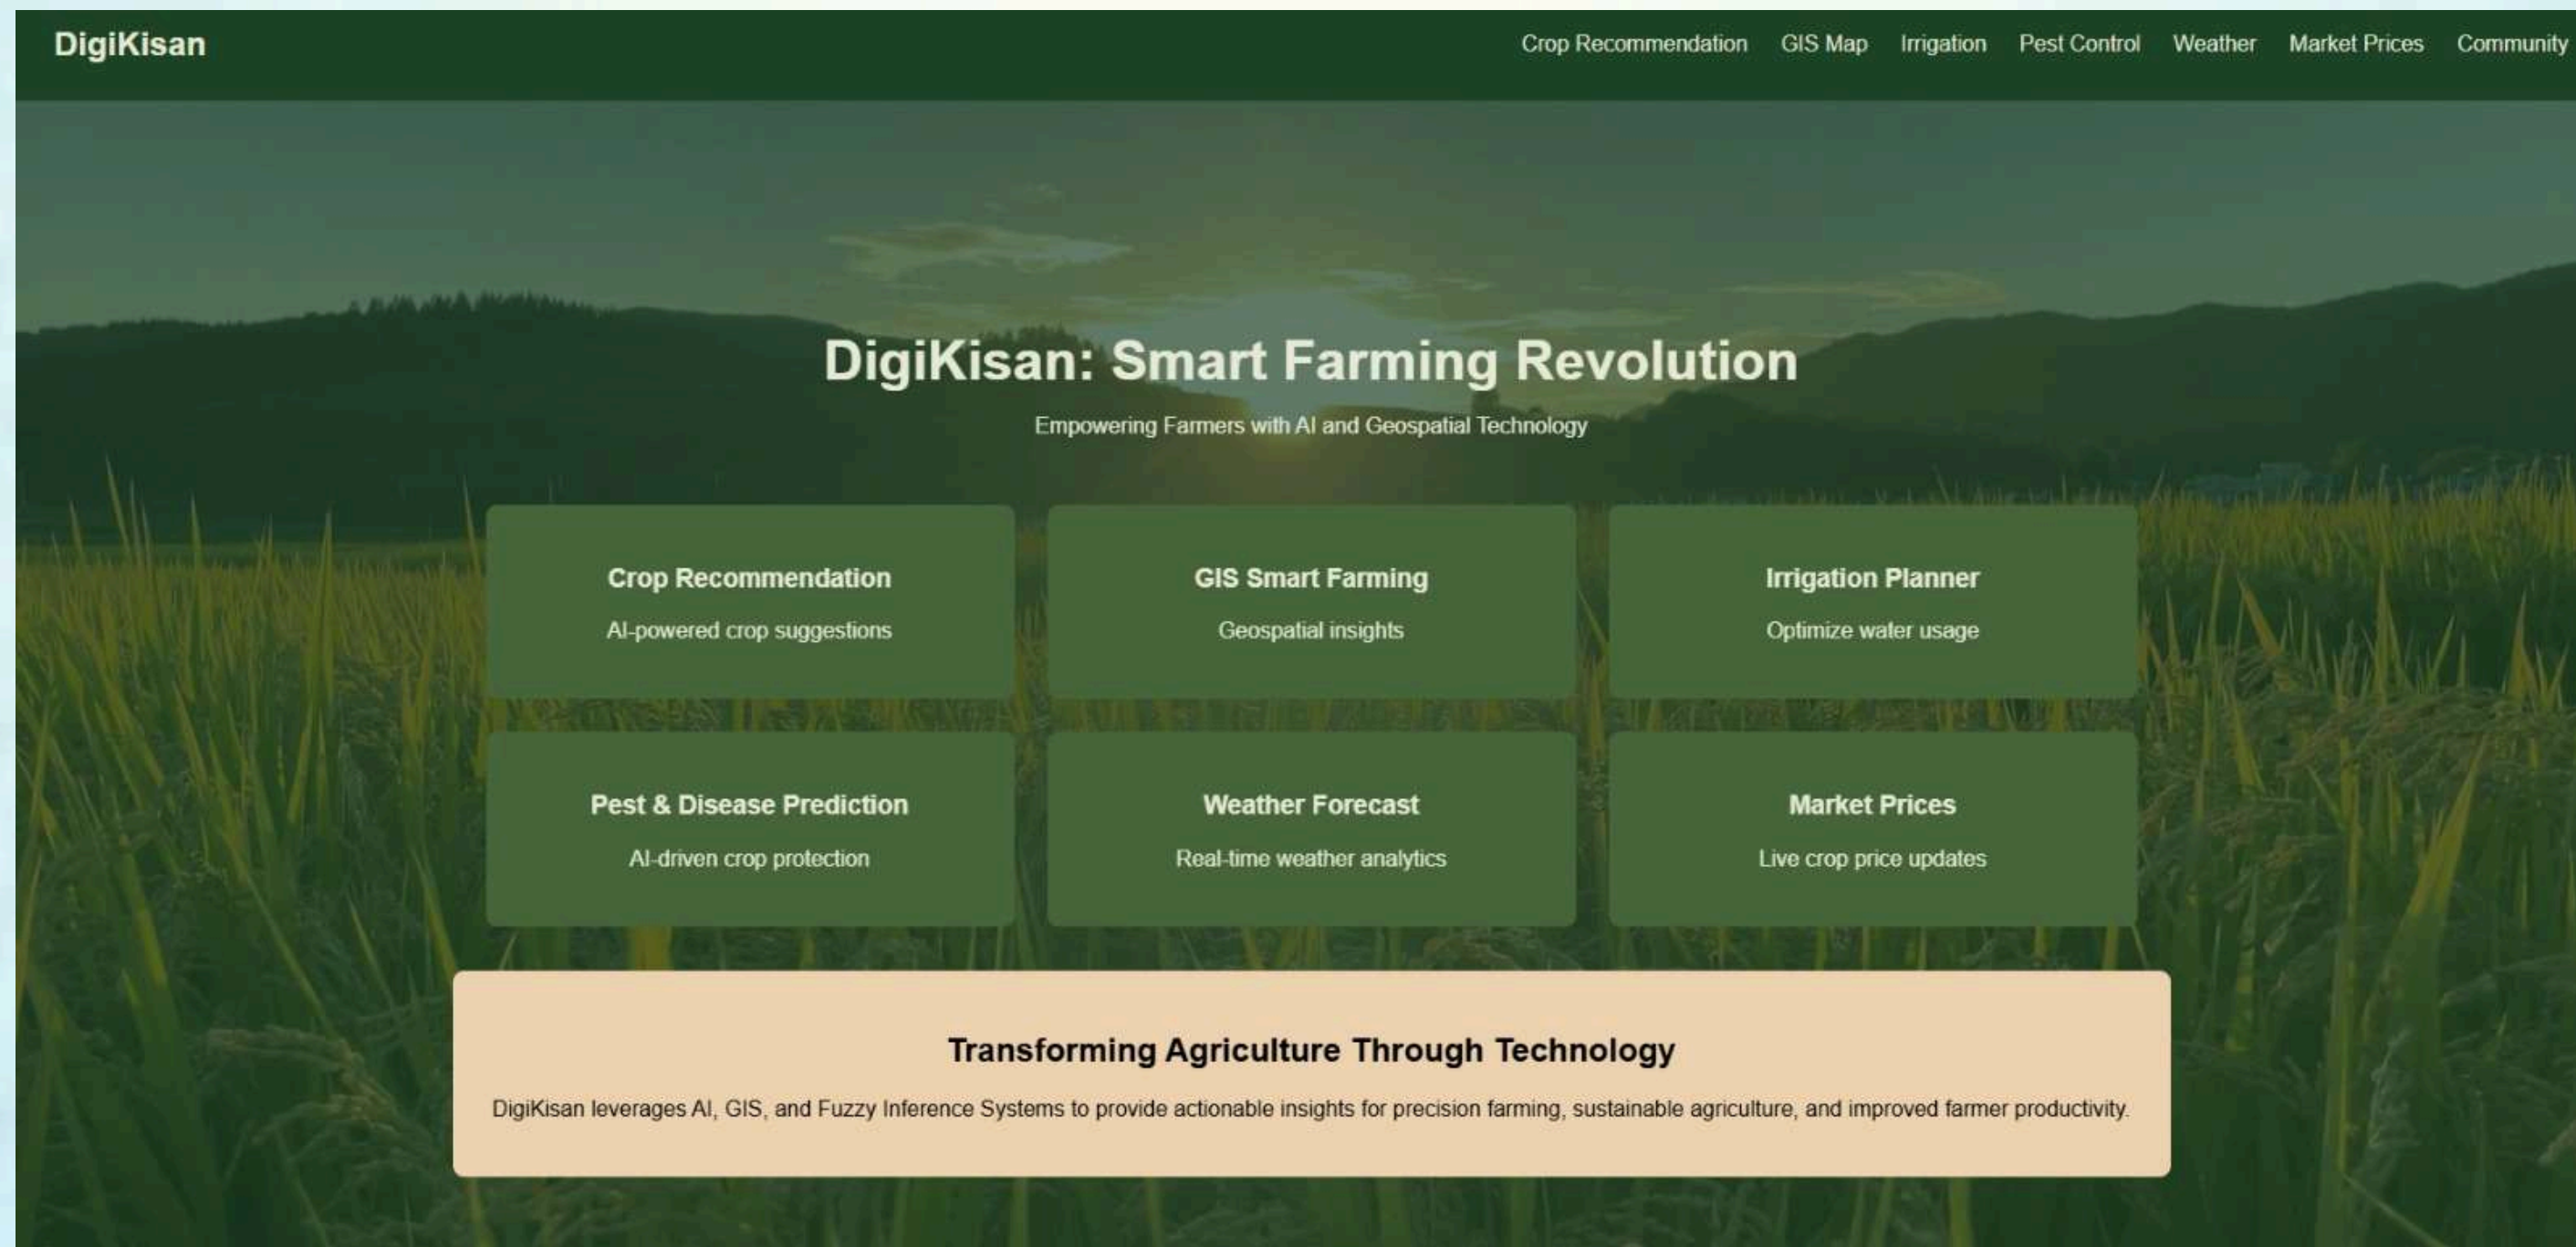 DigiKisan
Crop Recommendation GIS Map Irrigation Pest Control Weather Market Prices Community
DigiKisan: Smart Farming Revolution
Empowering Farmers with AI and Geospatial Technology
Crop Recommendation
AI-powered crop suggestions
GIS Smart Farming
Geospatial insights
Irrigation Planner
Optimize water usage
Pest & Disease Prediction
AI-driven crop protection
Weather Forecast
Real-time weather analytics
Market Prices
Live crop price updates
Transforming Agriculture Through Technology
DigiKisan leverages AI, GIS, and Fuzzy Inference Systems to provide actionable insights for precision farming, sustainable agriculture, and improved farmer productivity.